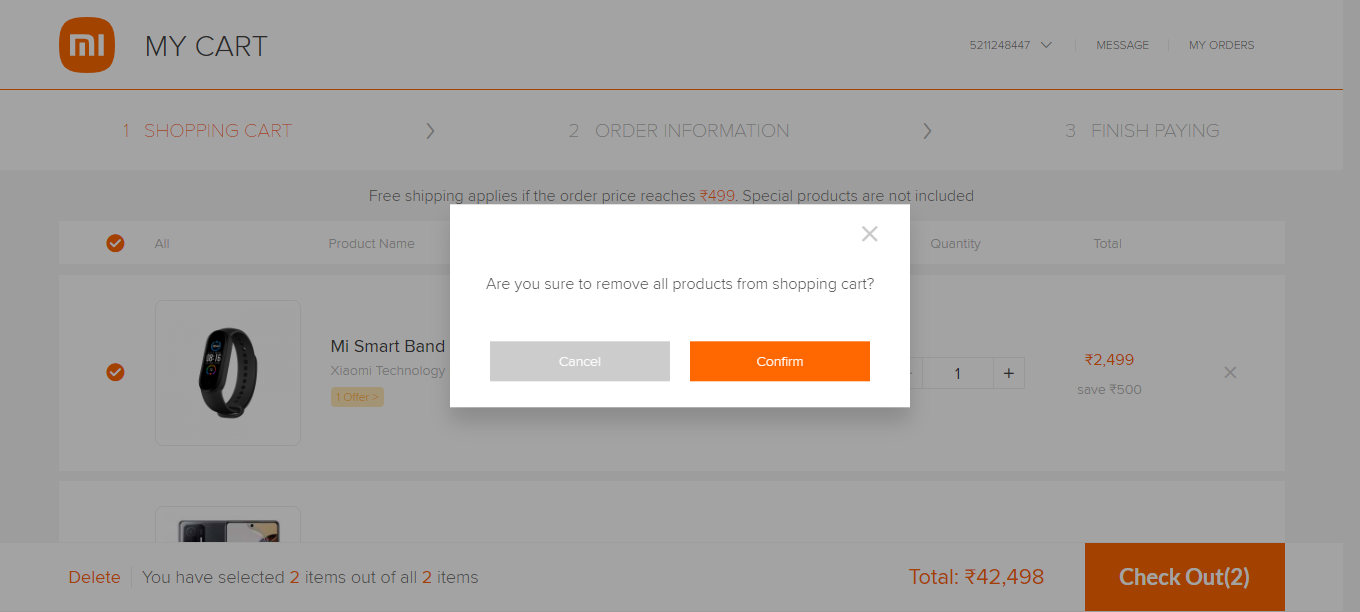 mi MY CART 5211248447 MESSAGE MY ORDERS
1 SHOPPING CART 2 ORDER INFORMATION 3 FINISH PAYING
Free shipping applies if the order price reaches ₹499. Special products are not included
All Product Name Quantity Total
Are you sure to remove all products from shopping cart?
Cancel Confirm
Mi Smart Band
Xiaomi Technology
1 Offer >
1 +
₹2,499
save ₹500
08:16
Delete You have selected 2 items out of all 2 items Total: ₹42,498 Check Out(2)